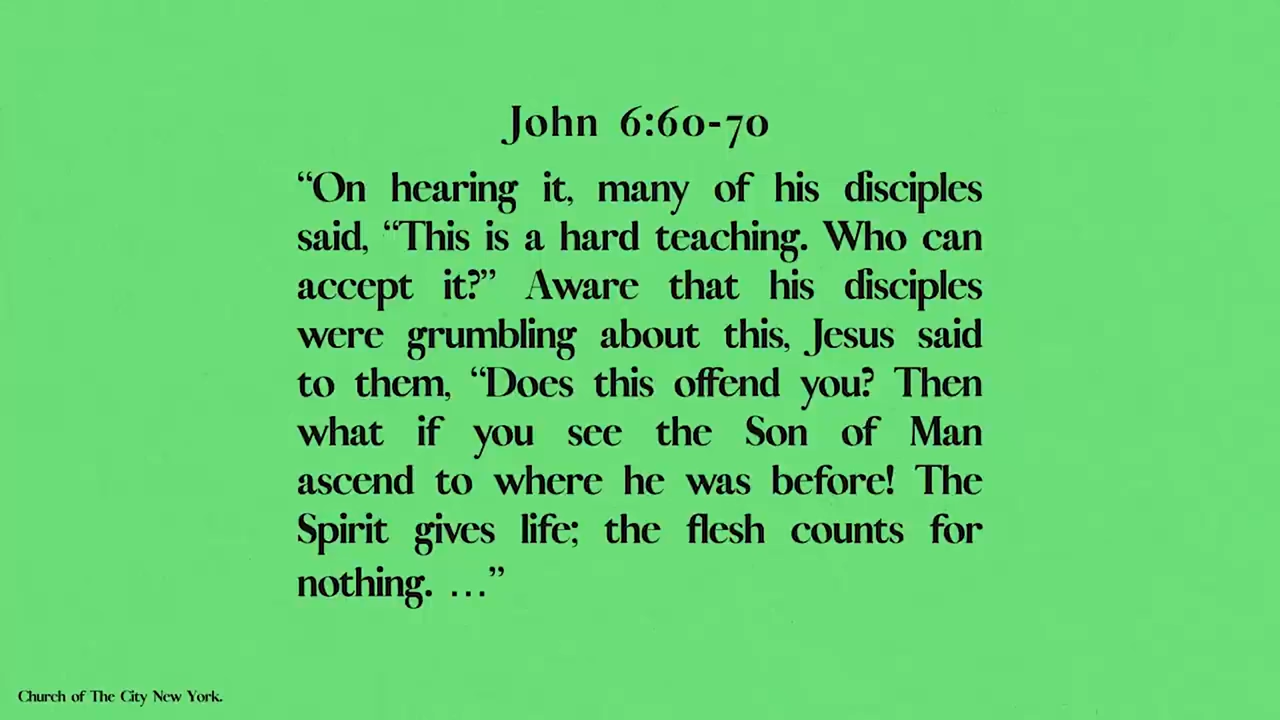 John 6:60-70
“On hearing it, many of his disciples
said, “This is a hard teaching. Who can
accept it?” Aware that his disciples
were grumbling about this, Jesus said
to them, “Does this offend you? Then
what if you see the Son of Man
ascend to where he was before! The
Spirit gives life; the flesh counts for
nothing. …”
Church of The City New York.